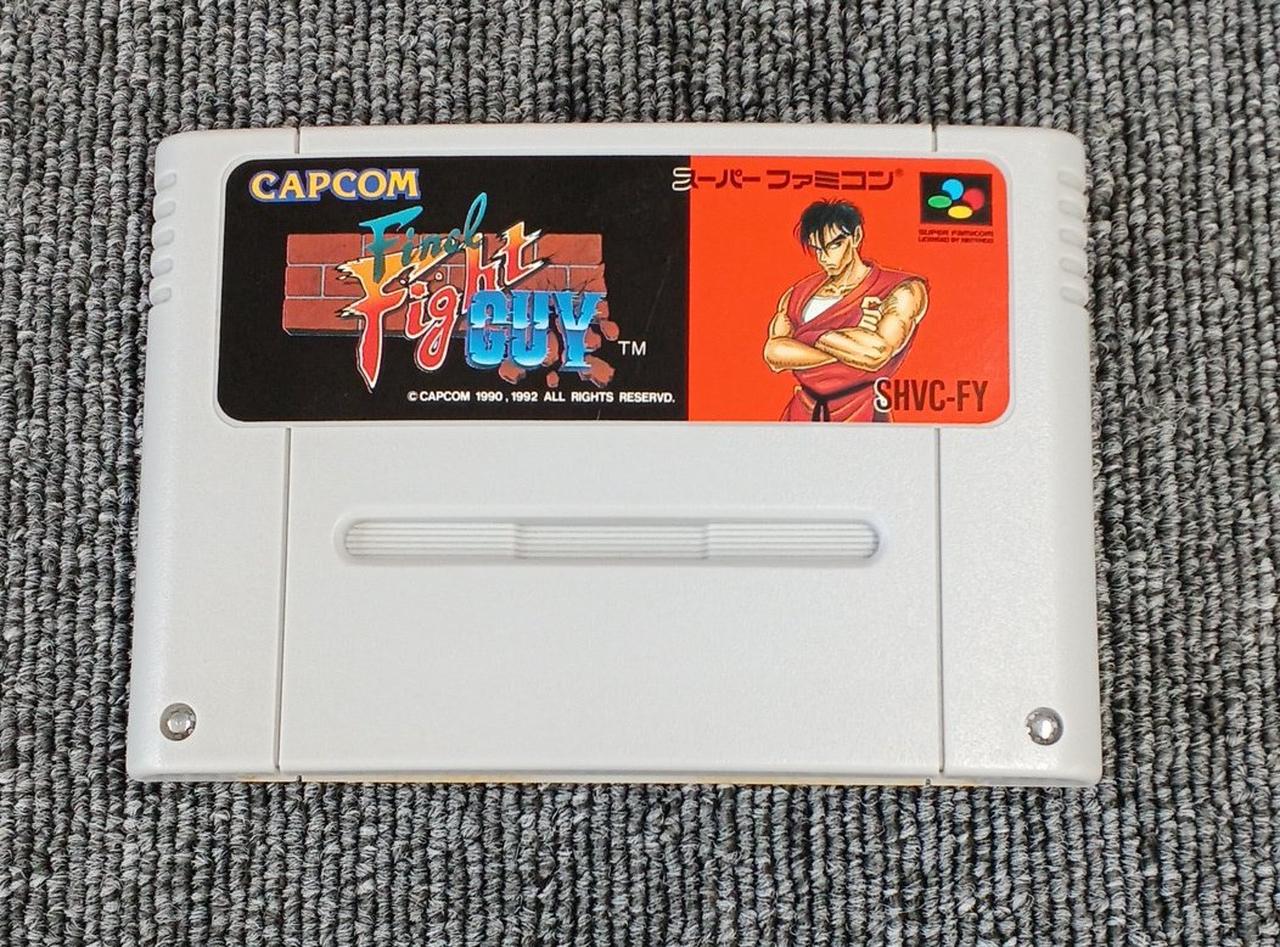 CAPCOM
スーパーファミコン®
SUPER FAMICOM
LICENSED BY NINTENDO
Final
Fight
GUY
TM
©CAPCOM 1990, 1992 ALL RIGHTS RESERVD.
SHVC-FY